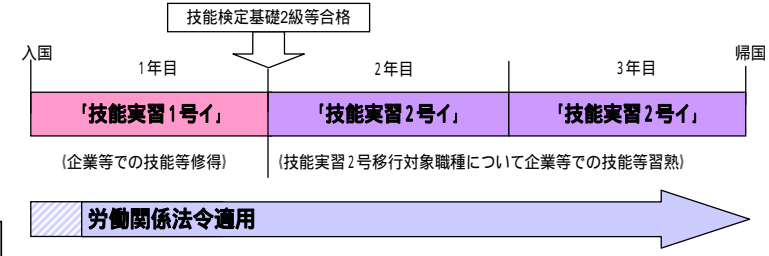 技能検定基礎2級等合格
入国
帰国
1年目
2年目
3年目
「技能実習1号イ」
「技能実習2号イ」
「技能実習2号イ」
(企業等での技能等修得)
(技能実習2号移行対象職種について企業等での技能等習熟)
労働関係法令適用